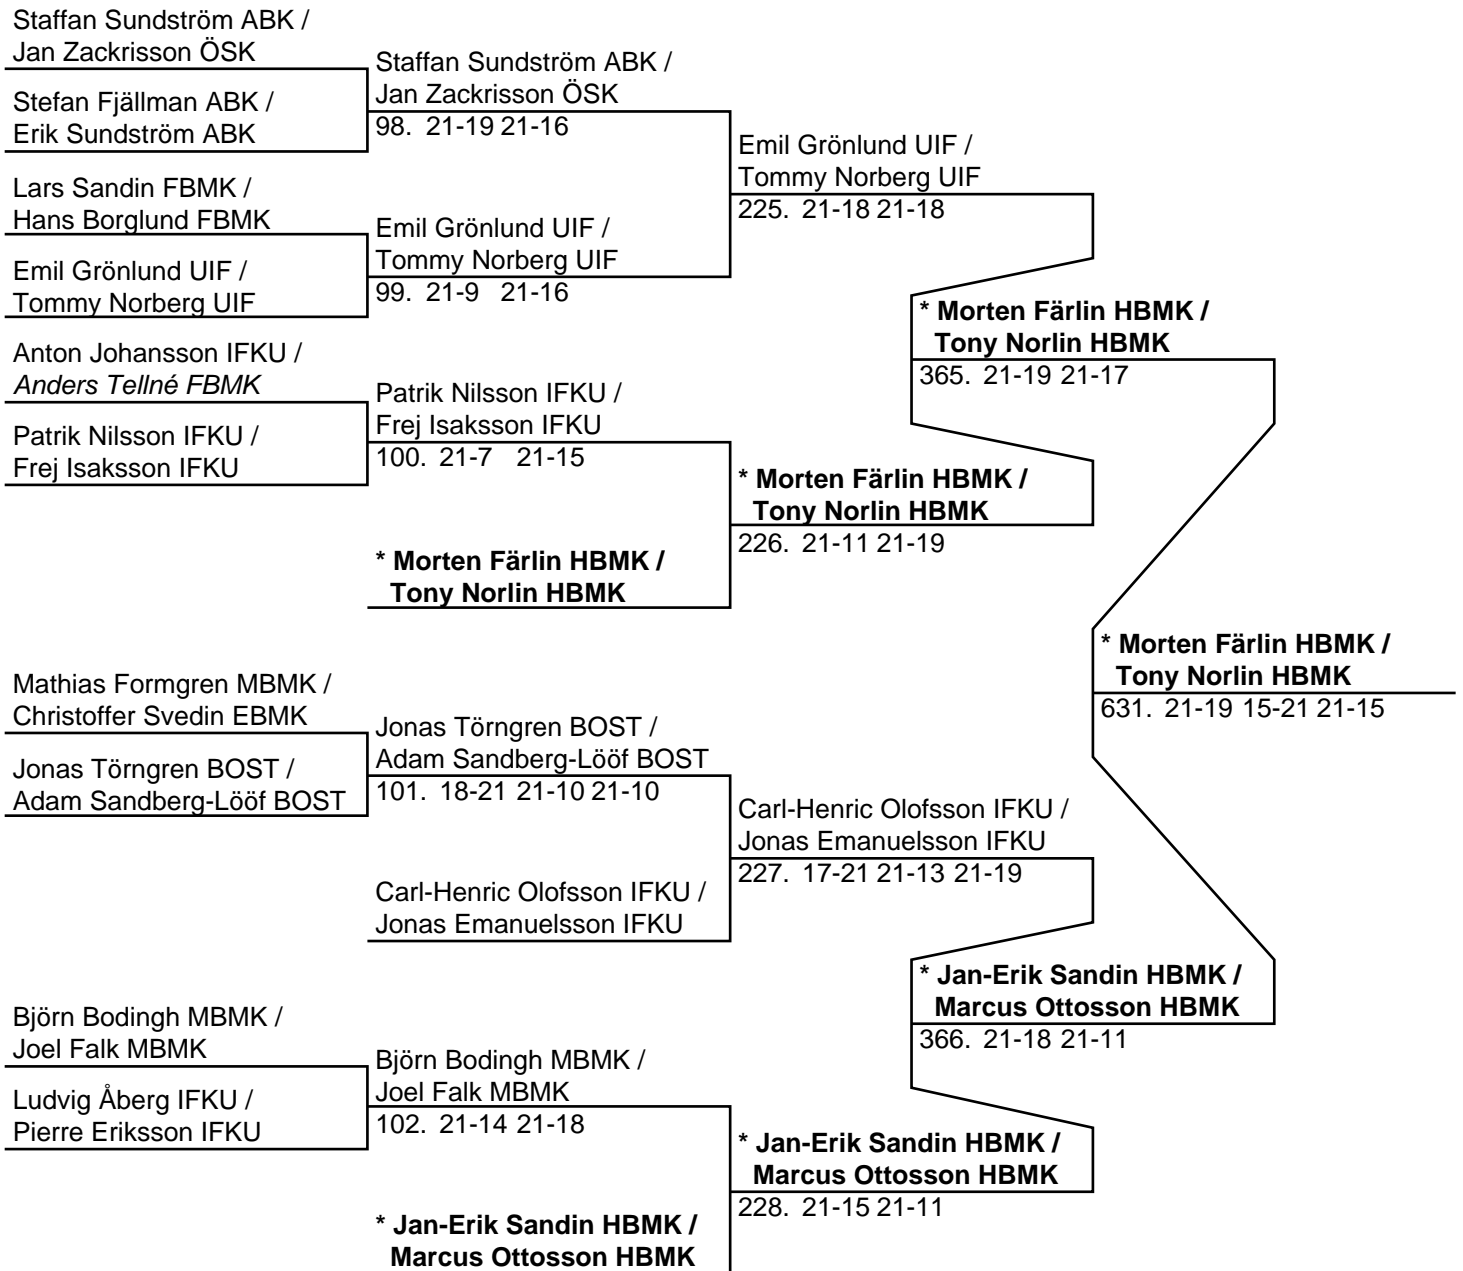 Staffan Sundström ABK /
Jan Zackrisson ÖSK
Stefan Fjällman ABK /
Erik Sundström ABK
Lars Sandin FBMK /
Hans Borglund FBMK
Emil Grönlund UIF /
Tommy Norberg UIF
Anton Johansson IFKU /
Anders Tellné FBMK
Patrik Nilsson IFKU /
Frej Isaksson IFKU
Mathias Formgren MBMK /
Christoffer Svedin EBMK
Jonas Törngren BOST /
Adam Sandberg-Lööf BOST
Björn Bodingh MBMK /
Joel Falk MBMK
Ludvig Åberg IFKU /
Pierre Eriksson IFKU
Staffan Sundström ABK /
Jan Zackrisson ÖSK
98. 21-19 21-16
Emil Grönlund UIF /
Tommy Norberg UIF
99. 21-9 21-16
Patrik Nilsson IFKU /
Frej Isaksson IFKU
100. 21-7 21-15
* Morten Färlin HBMK /
Tony Norlin HBMK
Jonas Törngren BOST /
Adam Sandberg-Lööf BOST
101. 18-21 21-10 21-10
Carl-Henric Olofsson IFKU /
Jonas Emanuelsson IFKU
Björn Bodingh MBMK /
Joel Falk MBMK
102. 21-14 21-18
* Jan-Erik Sandin HBMK /
Marcus Ottosson HBMK
Emil Grönlund UIF /
Tommy Norberg UIF
225. 21-18 21-18
* Morten Färlin HBMK /
Tony Norlin HBMK
226. 21-11 21-19
Carl-Henric Olofsson IFKU /
Jonas Emanuelsson IFKU
227. 17-21 21-13 21-19
* Jan-Erik Sandin HBMK /
Marcus Ottosson HBMK
228. 21-15 21-11
* Morten Färlin HBMK /
Tony Norlin HBMK
365. 21-19 21-17
* Jan-Erik Sandin HBMK /
Marcus Ottosson HBMK
366. 21-18 21-11
* Morten Färlin HBMK /
Tony Norlin HBMK
631. 21-19 15-21 21-15